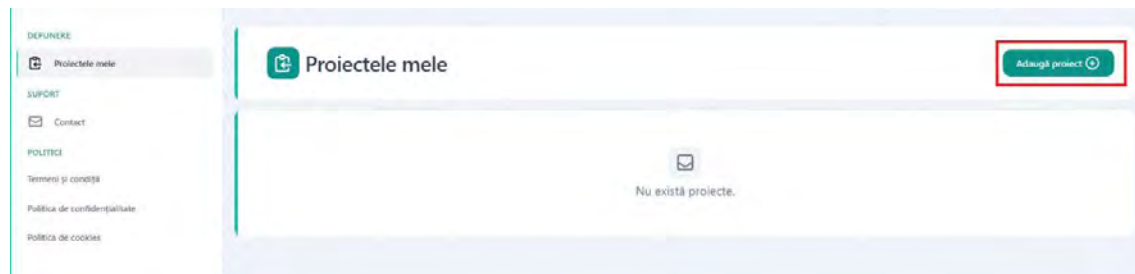 DEPUNERE
Proiectele mele
SUPORT
Contact
POLITICI
Termeni și condiții
Politica de confidențialitate
Politica de cookies
Proiectele mele
Adaugă proiect
Nu există proiecte.